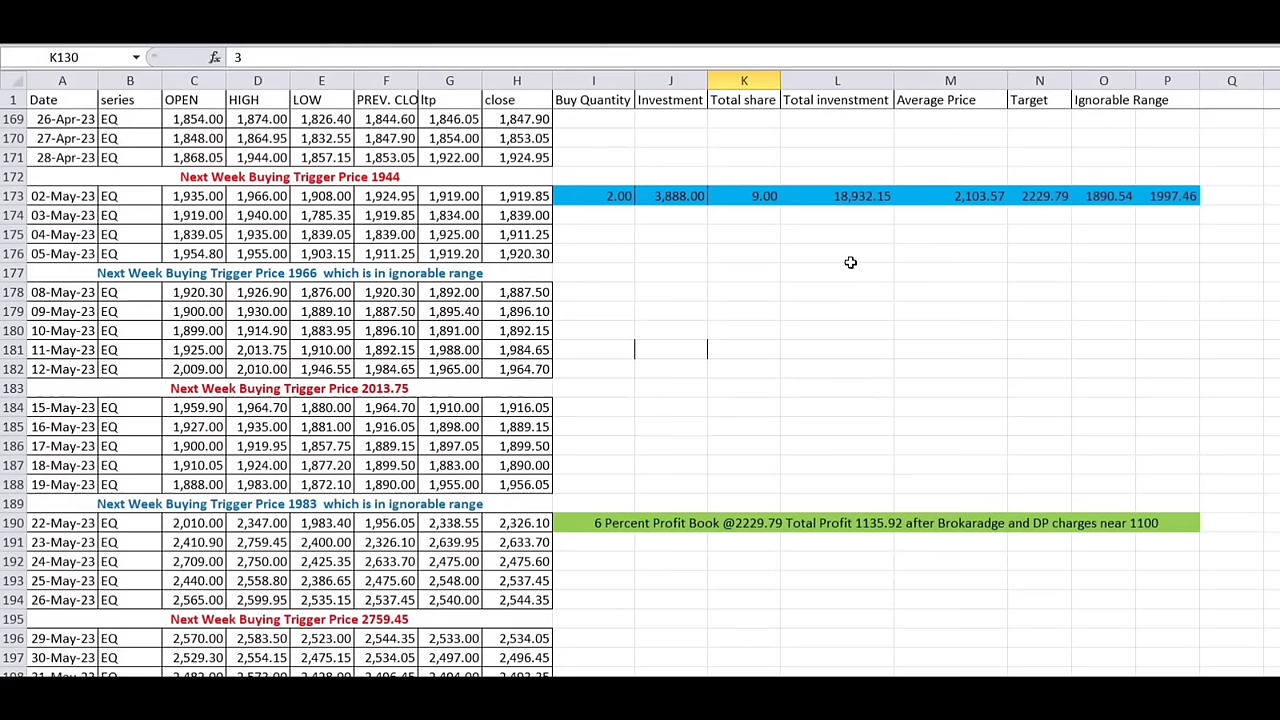 K130 fx 3
A B C D E F G H I J K L M N O P Q
1 Date series OPEN HIGH LOW PREV. CLO ltp close Buy Quantity Investment Total share Total invenstment Average Price Target Ignorable Range
169 26-Apr-23 EQ 1,854.00 1,874.00 1,826.40 1,844.60 1,846.05 1,847.90
170 27-Apr-23 EQ 1,848.00 1,864.95 1,832.55 1,847.90 1,854.00 1,853.05
171 28-Apr-23 EQ 1,868.05 1,944.00 1,857.15 1,853.05 1,922.00 1,924.95
172 Next Week Buying Trigger Price 1944
173 02-May-23 EQ 1,935.00 1,966.00 1,908.00 1,924.95 1,919.00 1,919.85 2.00 3,888.00 9.00 18,932.15 2,103.57 2229.79 1890.54 1997.46
174 03-May-23 EQ 1,919.00 1,940.00 1,785.35 1,919.85 1,834.00 1,839.00
175 04-May-23 EQ 1,839.05 1,935.00 1,839.05 1,839.00 1,925.00 1,911.25
176 05-May-23 EQ 1,954.80 1,955.00 1,903.15 1,911.25 1,919.20 1,920.30
177 Next Week Buying Trigger Price 1966 which is in ignorable range
178 08-May-23 EQ 1,920.30 1,926.90 1,876.00 1,920.30 1,892.00 1,887.50
179 09-May-23 EQ 1,900.00 1,930.00 1,889.10 1,887.50 1,895.40 1,896.10
180 10-May-23 EQ 1,899.00 1,914.90 1,883.95 1,896.10 1,891.00 1,892.15
181 11-May-23 EQ 1,925.00 2,013.75 1,910.00 1,892.15 1,988.00 1,984.65
182 12-May-23 EQ 2,009.00 2,010.00 1,946.55 1,984.65 1,965.00 1,964.70
183 Next Week Buying Trigger Price 2013.75
184 15-May-23 EQ 1,959.90 1,964.70 1,880.00 1,964.70 1,910.00 1,916.05
185 16-May-23 EQ 1,927.00 1,935.00 1,881.00 1,916.05 1,898.00 1,889.15
186 17-May-23 EQ 1,900.00 1,919.95 1,857.75 1,889.15 1,897.05 1,899.50
187 18-May-23 EQ 1,910.05 1,924.00 1,877.20 1,899.50 1,883.00 1,890.00
188 19-May-23 EQ 1,888.00 1,983.00 1,872.10 1,890.00 1,955.00 1,956.05
189 Next Week Buying Trigger Price 1983 which is in ignorable range
190 22-May-23 EQ 2,010.00 2,347.00 1,983.40 1,956.05 2,338.55 2,326.10 6 Percent Profit Book @2229.79 Total Profit 1135.92 after Brokaradge and DP charges near 1100
191 23-May-23 EQ 2,410.90 2,759.45 2,400.00 2,326.10 2,639.95 2,633.70
192 24-May-23 EQ 2,709.00 2,750.00 2,425.35 2,633.70 2,475.00 2,475.60
193 25-May-23 EQ 2,440.00 2,558.80 2,386.65 2,475.60 2,548.00 2,537.45
194 26-May-23 EQ 2,565.00 2,599.95 2,535.15 2,537.45 2,540.00 2,544.35
195 Next Week Buying Trigger Price 2759.45
196 29-May-23 EQ 2,570.00 2,583.50 2,523.00 2,544.35 2,533.00 2,534.05
197 30-May-23 EQ 2,529.30 2,554.15 2,475.15 2,534.05 2,497.00 2,496.45